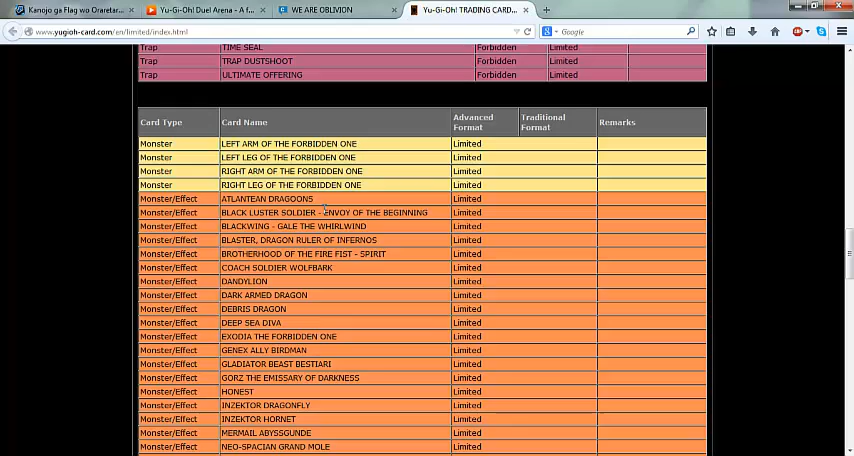 Kanojo ga Flag wo Oraretar...
Yu-Gi-Oh! Duel Arena - A f...
WE ARE OBLIVION
Yu-Gi-Oh! TRADING CARD...
www.yugioh-card.com/en/limited/index.html
Google
Trap TIME SEAL Forbidden Limited
Trap TRAP DUSTSHOOT Forbidden Limited
Trap ULTIMATE OFFERING Forbidden Limited
Card Type Card Name Advanced Format Traditional Format Remarks
Monster LEFT ARM OF THE FORBIDDEN ONE Limited
Monster LEFT LEG OF THE FORBIDDEN ONE Limited
Monster RIGHT ARM OF THE FORBIDDEN ONE Limited
Monster RIGHT LEG OF THE FORBIDDEN ONE Limited
Monster/Effect ATLANTEAN DRAGOONS Limited
Monster/Effect BLACK LUSTER SOLDIER - ENVOY OF THE BEGINNING Limited
Monster/Effect BLACKWING - GALE THE WHIRLWIND Limited
Monster/Effect BLASTER, DRAGON RULER OF INFERNOS Limited
Monster/Effect BROTHERHOOD OF THE FIRE FIST - SPIRIT Limited
Monster/Effect COACH SOLDIER WOLFBARK Limited
Monster/Effect DANDYLION Limited
Monster/Effect DARK ARMED DRAGON Limited
Monster/Effect DEBRIS DRAGON Limited
Monster/Effect DEEP SEA DIVA Limited
Monster/Effect EXODIA THE FORBIDDEN ONE Limited
Monster/Effect GENEX ALLY BIRDMAN Limited
Monster/Effect GLADIATOR BEAST BESTIARI Limited
Monster/Effect GORZ THE EMISSARY OF DARKNESS Limited
Monster/Effect HONEST Limited
Monster/Effect INZEKTOR DRAGONFLY Limited
Monster/Effect INZEKTOR HORNET Limited
Monster/Effect MERMAIL ABYSSGUNDE Limited
Monster/Effect NEO-SPACIAN GRAND MOLE Limited